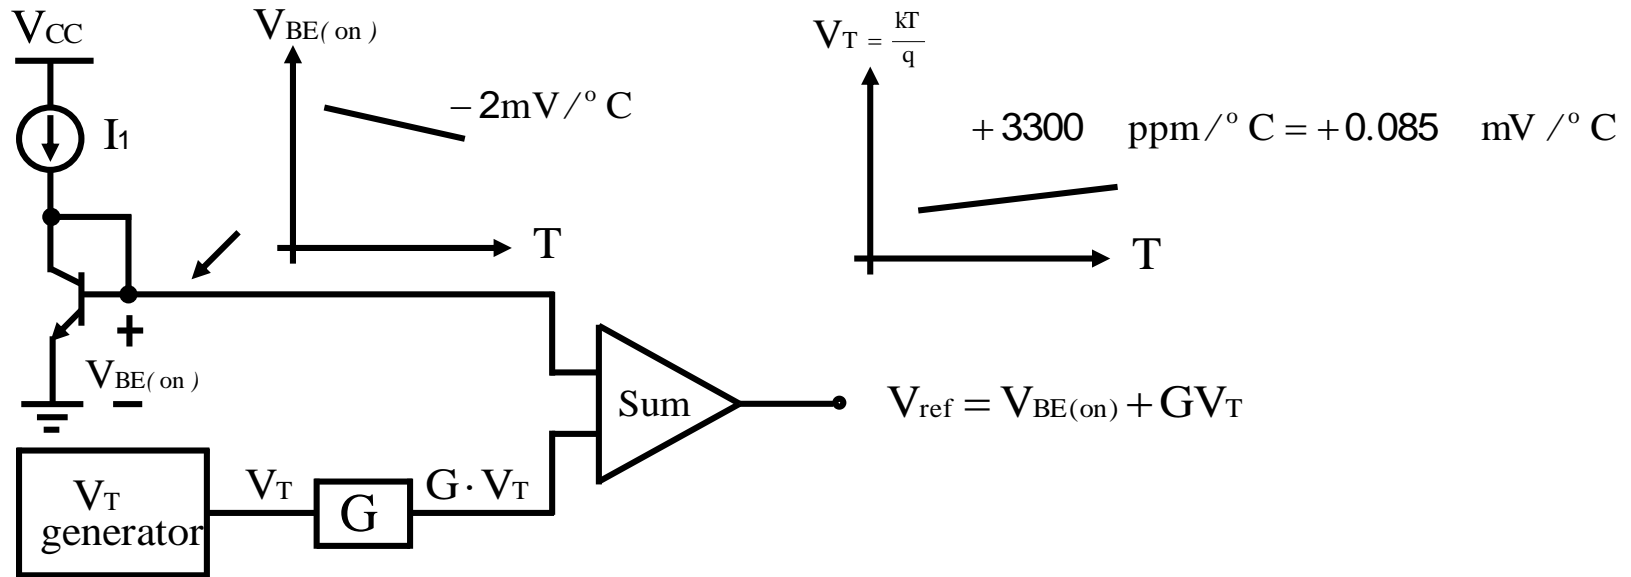 VCC
I1
+
VBE(on)
−
VBE(on)
−2mV/°C
T
VT = kT/q
+3300 ppm/°C = +0.085 mV/°C
T
Sum
Vref = VBE(on) + GVT
VT
generator
VT
G
G·VT